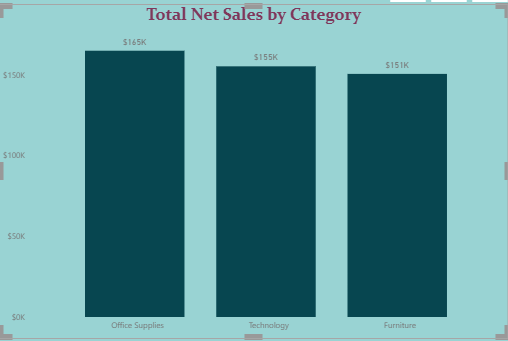 Total Net Sales by Category
$165K
$155K
$151K
$150K
$100K
$50K
$0K
Office Supplies
Technology
Furniture